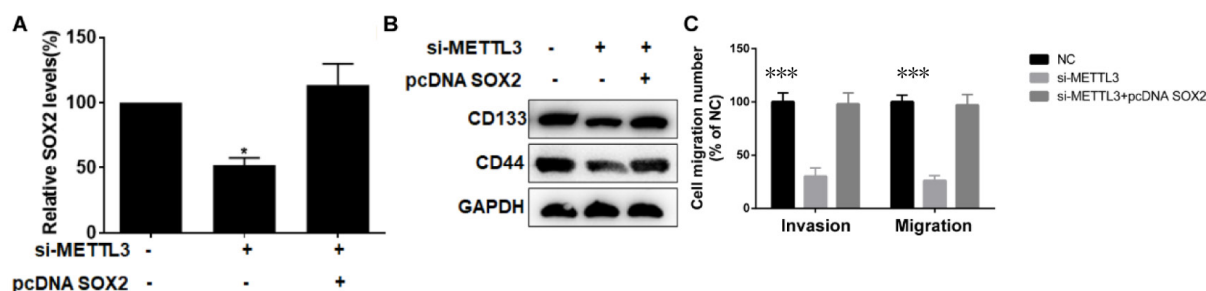 A
Relative SOX2 levels(%)
150
100
50
0
*
si-METTL3 - + +
pcDNA SOX2 - - +
B
si-METTL3 - + +
pcDNA SOX2 - - +
CD133
CD44
GAPDH
C
Cell migration number
(% of NC)
150
100
50
0
*** ***
Invasion Migration
NC
si-METTL3
si-METTL3+pcDNA SOX2